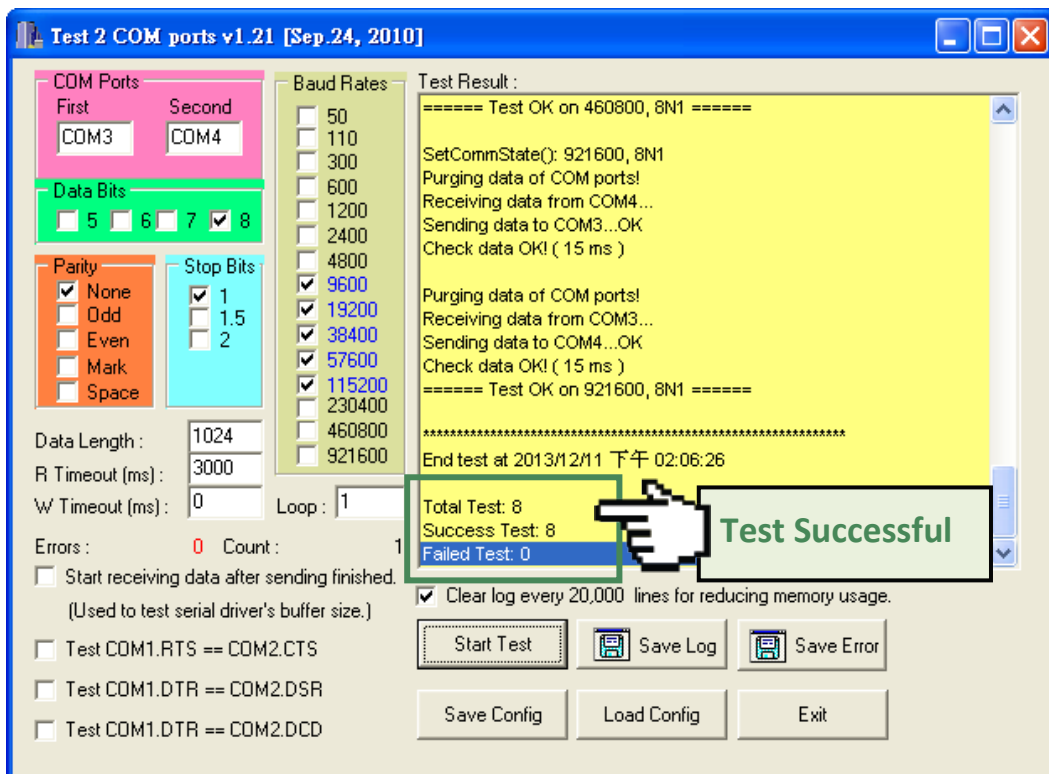 Test 2 COM ports v1.21 [Sep.24, 2010]
COM Ports
First Second
COM3 COM4
Data Bits
5 6 7 8
Parity
None
Odd
Even
Mark
Space
Stop Bits
1
1.5
2
Baud Rates
50
110
300
600
1200
2400
4800
9600
19200
38400
57600
115200
230400
460800
921600
Data Length : 1024
R Timeout (ms) : 3000
W Timeout (ms) : 0
Loop : 1
Errors : 0 Count : 1
Start receiving data after sending finished.
(Used to test serial driver's buffer size.)
Test COM1.RTS == COM2.CTS
Test COM1.DTR == COM2.DSR
Test COM1.DTR == COM2.DCD
Test Result :
====== Test OK on 460800, 8N1 ======
SetCommState(): 921600, 8N1
Purging data of COM ports!
Receiving data from COM4...
Sending data to COM3...OK
Check data OK! ( 15 ms )
Purging data of COM ports!
Receiving data from COM3...
Sending data to COM4...OK
Check data OK! ( 15 ms )
====== Test OK on 921600, 8N1 ======
****************************************************************
End test at 2013/12/11 下午 02:06:26
Total Test: 8
Success Test: 8
Failed Test: 0
Test Successful
Clear log every 20,000 lines for reducing memory usage.
Start Test Save Log Save Error
Save Config Load Config Exit